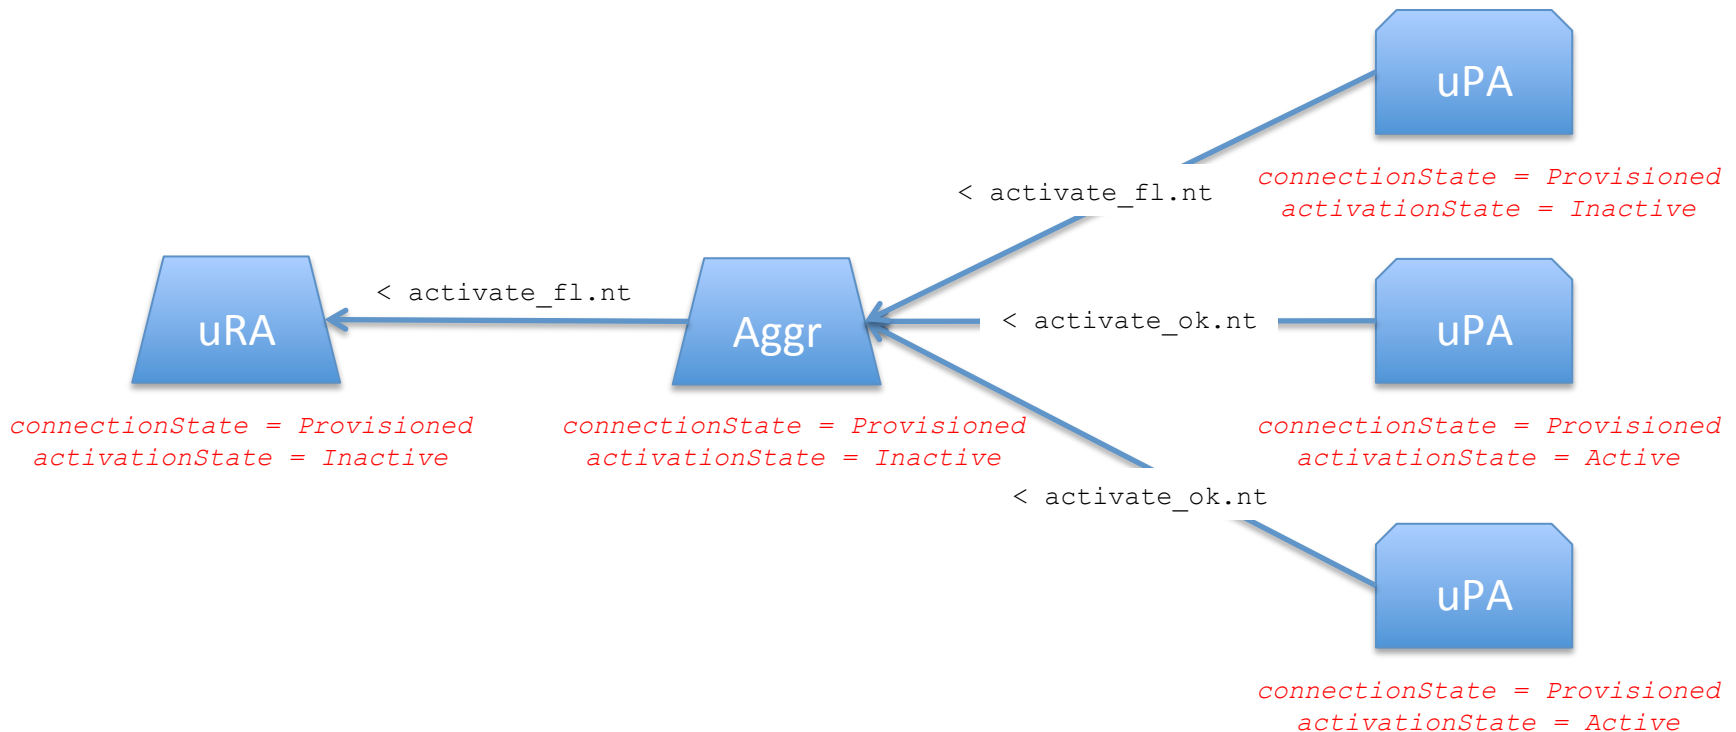 uPA
< activate_fl.nt
connectionState = Provisioned
activationState = Inactive
uRA
< activate_fl.nt
Aggr
< activate_ok.nt
uPA
connectionState = Provisioned
activationState = Inactive
connectionState = Provisioned
activationState = Inactive
connectionState = Provisioned
activationState = Active
< activate_ok.nt
uPA
connectionState = Provisioned
activationState = Active